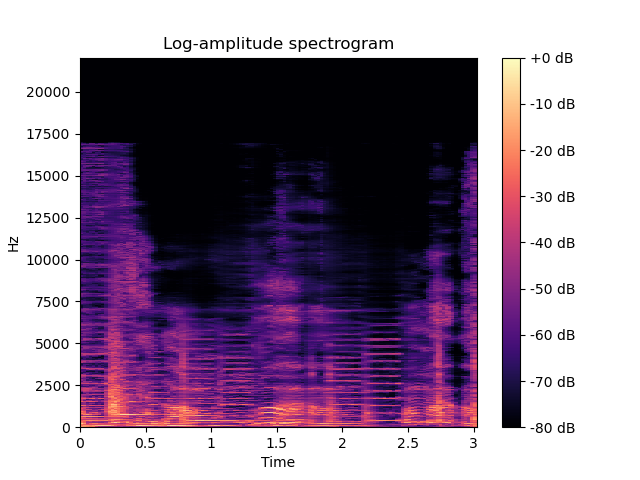 Log-amplitude spectrogram
20000
17500
15000
12500
10000
7500
5000
2500
0
Hz
0 0.5 1 1.5 2 2.5 3
Time
+0 dB
-10 dB
-20 dB
-30 dB
-40 dB
-50 dB
-60 dB
-70 dB
-80 dB